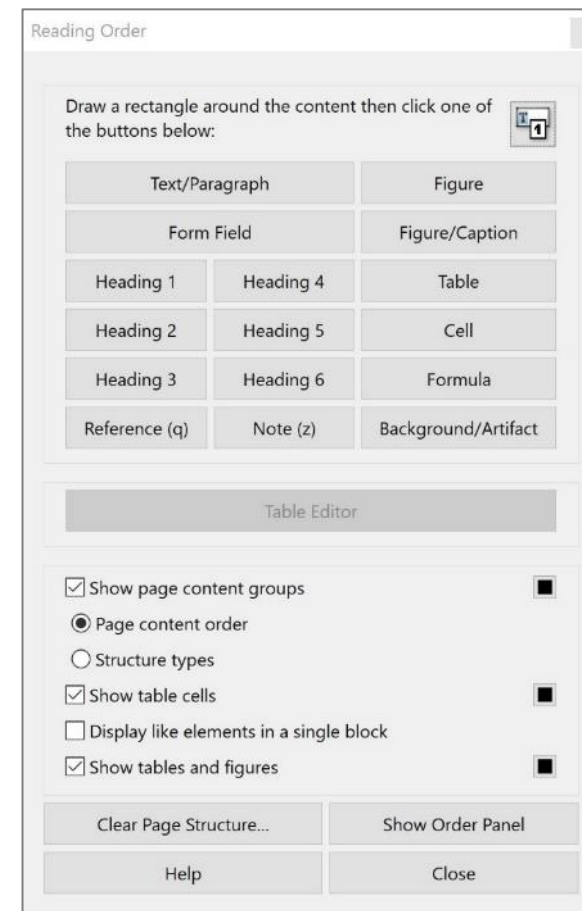 Reading Order
Draw a rectangle around the content then click one of
the buttons below:
T
1
Text/Paragraph Figure
Form Field Figure/Caption
Heading 1 Heading 4 Table
Heading 2 Heading 5 Cell
Heading 3 Heading 6 Formula
Reference (q) Note (z) Background/Artifact
Table Editor
Show page content groups
Page content order
Structure types
Show table cells
Display like elements in a single block
Show tables and figures
Clear Page Structure... Show Order Panel
Help Close